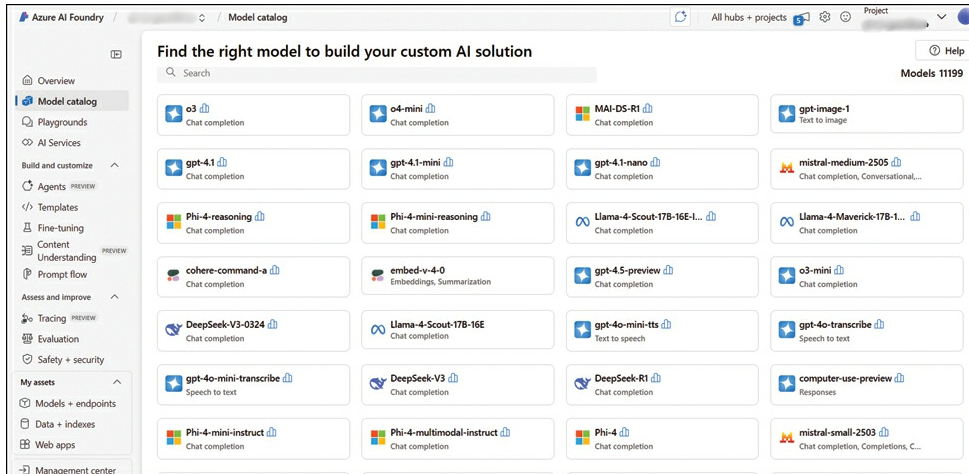 Azure AI Foundry / / Model catalog
All hubs + projects
5
Project
Find the right model to build your custom AI solution
Help
Search
Models 11199
Overview
Model catalog
Playgrounds
AI Services
Build and customize
Agents PREVIEW
Templates
Fine-tuning
Content
Understanding PREVIEW
Prompt flow
Assess and improve
Tracing PREVIEW
Evaluation
Safety + security
My assets
Models + endpoints
Data + indexes
Web apps
Management center
o3
Chat completion
o4-mini
Chat completion
MAI-DS-R1
Chat completion
gpt-image-1
Text to image
gpt-4.1
Chat completion
gpt-4.1-mini
Chat completion
gpt-4.1-nano
Chat completion
mistral-medium-2505
Chat completion, Conversational,...
Phi-4-reasoning
Chat completion
Phi-4-mini-reasoning
Chat completion
Llama-4-Scout-17B-16E-I...
Chat completion
Llama-4-Maverick-17B-1...
Chat completion
cohere-command-a
Chat completion
embed-v-4-0
Embeddings, Summarization
gpt-4.5-preview
Chat completion
o3-mini
Chat completion
DeepSeek-V3-0324
Chat completion
Llama-4-Scout-17B-16E
Chat completion
gpt-4o-mini-tts
Text to speech
gpt-4o-transcribe
Speech to text
gpt-4o-mini-transcribe
Speech to text
DeepSeek-V3
Chat completion
DeepSeek-R1
Chat completion
computer-use-preview
Responses
Phi-4-mini-instruct
Chat completion
Phi-4-multimodal-instruct
Chat completion
Phi-4
Chat completion
mistral-small-2503
Chat completion, Completions, C...